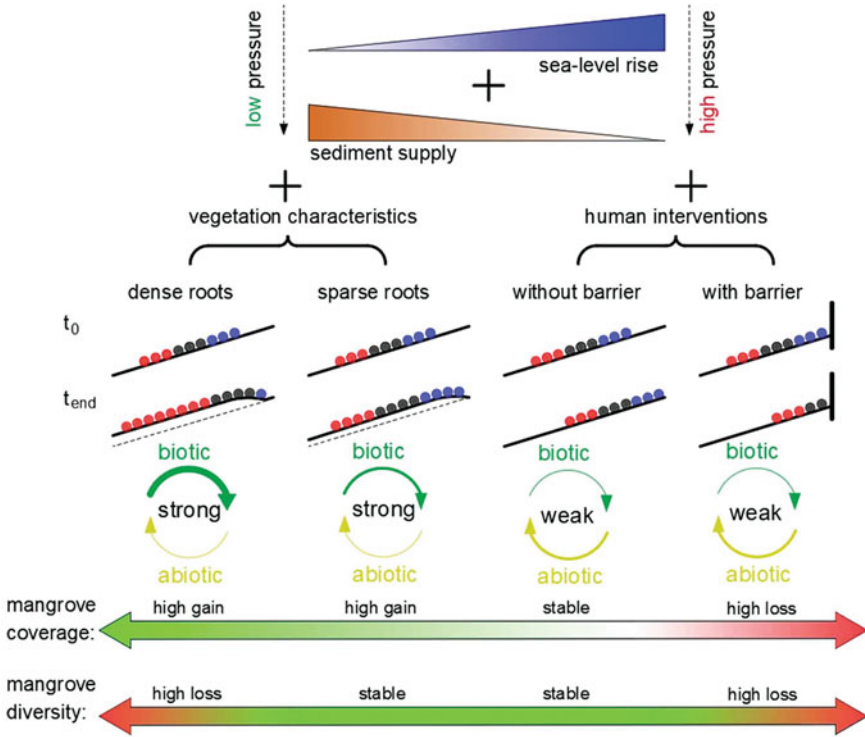 low pressure
sea-level rise
high pressure
sediment supply
vegetation characteristics
human interventions
dense roots
sparse roots
without barrier
with barrier
t0
tend
biotic
biotic
biotic
biotic
strong
strong
weak
weak
abiotic
abiotic
abiotic
abiotic
mangrove
coverage:
high gain
high gain
stable
high loss
mangrove
diversity:
high loss
stable
stable
high loss